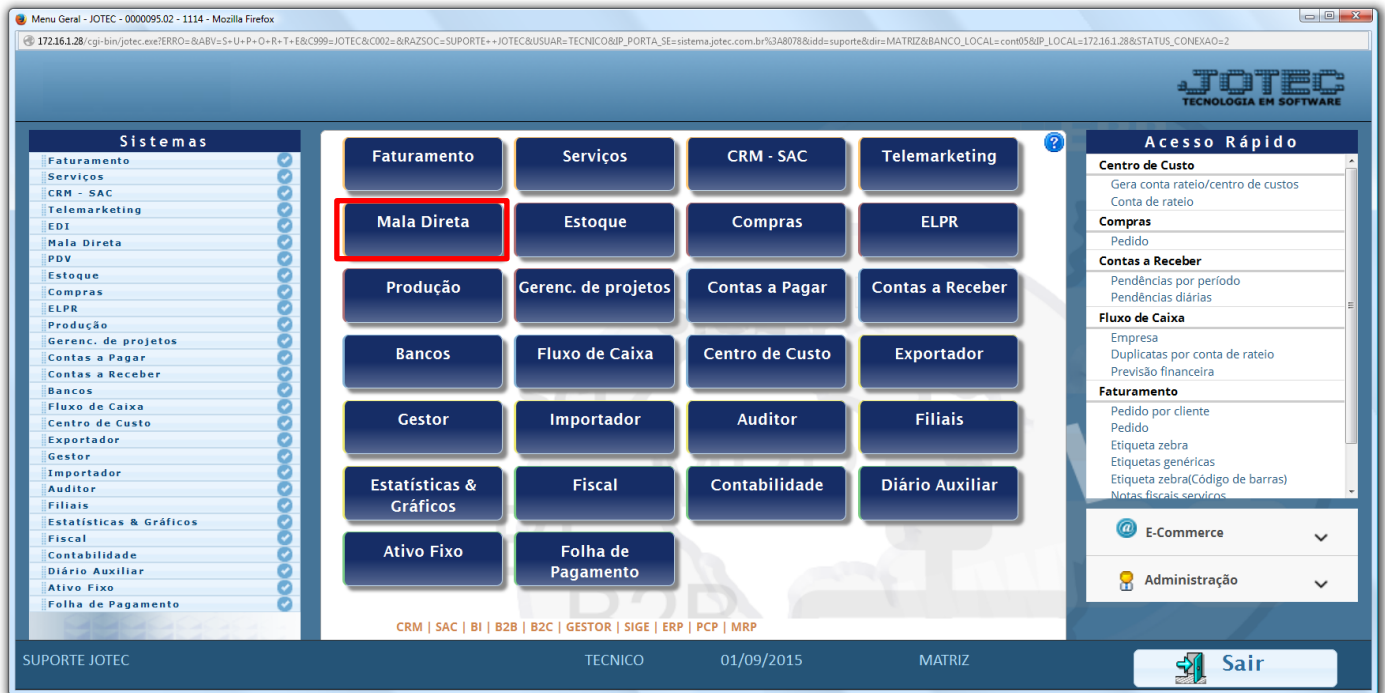 Menu Geral - JOTEC - 0000095.02 - 1114 - Mozilla Firefox
172.16.1.28/cgi-bin/jotec.exe?ERRO=&ABV=S+U+P+O+R+T+E&C999=JOTEC&C002=&RAZSOC=SUPORTE++JOTEC&USUAR=TECNICO&IP_PORTA_SE=sistema.jotec.com.br%3A8078&idd=suporte&dir=MATRIZ&BANCO_LOCAL=cont05&IP_LOCAL=172.16.1.28&STATUS_CONEXAO=2
JOTEC
TECNOLOGIA EM SOFTWARE
Sistemas
Faturamento
Serviços
CRM - SAC
Telemarketing
EDI
Mala Direta
PDV
Estoque
Compras
ELPR
Produção
Gerenc. de projetos
Contas a Pagar
Contas a Receber
Bancos
Fluxo de Caixa
Centro de Custo
Exportador
Gestor
Importador
Auditor
Filiais
Estatísticas & Gráficos
Fiscal
Contabilidade
Diário Auxiliar
Ativo Fixo
Folha de Pagamento
Faturamento Serviços CRM - SAC Telemarketing
Mala Direta Estoque Compras ELPR
Produção Gerenc. de projetos Contas a Pagar Contas a Receber
Bancos Fluxo de Caixa Centro de Custo Exportador
Gestor Importador Auditor Filiais
Estatísticas & Gráficos Fiscal Contabilidade Diário Auxiliar
Ativo Fixo Folha de Pagamento
B2B
CRM | SAC | BI | B2B | B2C | GESTOR | SIGE | ERP | PCP | MRP
?
Acesso Rápido
Centro de Custo
Gera conta rateio/centro de custos
Conta de rateio
Compras
Pedido
Contas a Receber
Pendências por período
Pendências diárias
Fluxo de Caixa
Empresa
Duplicatas por conta de rateio
Previsão financeira
Faturamento
Pedido por cliente
Pedido
Etiqueta zebra
Etiquetas genéricas
Etiqueta zebra(Código de barras)
Notas fiscais serviços
E-Commerce
Administração
SUPORTE JOTEC TECNICO 01/09/2015 MATRIZ Sair